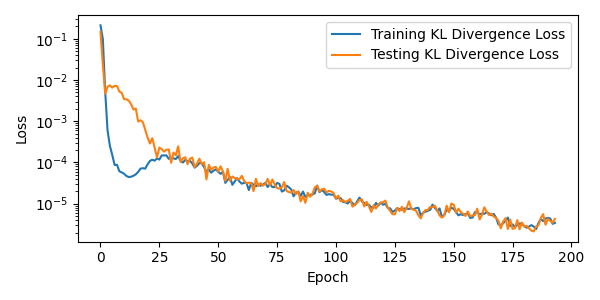 Training KL Divergence Loss
Testing KL Divergence Loss
Loss
10⁻¹
10⁻²
10⁻³
10⁻⁴
10⁻⁵
0 25 50 75 100 125 150 175 200
Epoch